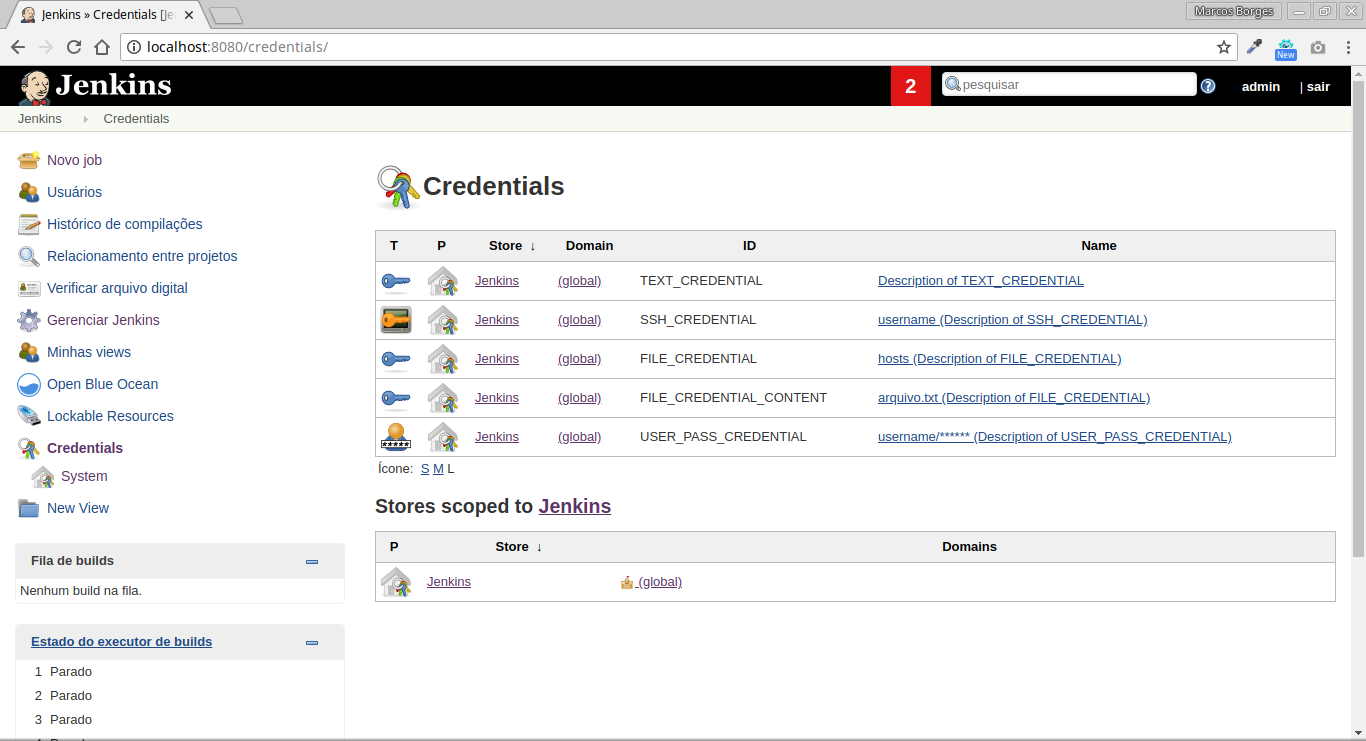 Jenkins » Credentials [Je
Marcos Borges
localhost:8080/credentials/
New
Jenkins
2
pesquisar
?
admin
| sair
Jenkins
Credentials
Novo job
Usuários
Histórico de compilações
Relacionamento entre projetos
Verificar arquivo digital
Gerenciar Jenkins
Minhas views
Open Blue Ocean
Lockable Resources
Credentials
System
New View
Fila de builds
Nenhum build na fila.
Estado do executor de builds
1 Parado
2 Parado
3 Parado
Credentials
T P Store ↓ Domain ID Name
Jenkins (global) TEXT_CREDENTIAL Description of TEXT_CREDENTIAL
Jenkins (global) SSH_CREDENTIAL username (Description of SSH_CREDENTIAL)
Jenkins (global) FILE_CREDENTIAL hosts (Description of FILE_CREDENTIAL)
Jenkins (global) FILE_CREDENTIAL_CONTENT arquivo.txt (Description of FILE_CREDENTIAL)
Jenkins (global) USER_PASS_CREDENTIAL username/****** (Description of USER_PASS_CREDENTIAL)
Ícone: S M L
Stores scoped to Jenkins
P Store ↓ Domains
Jenkins (global)